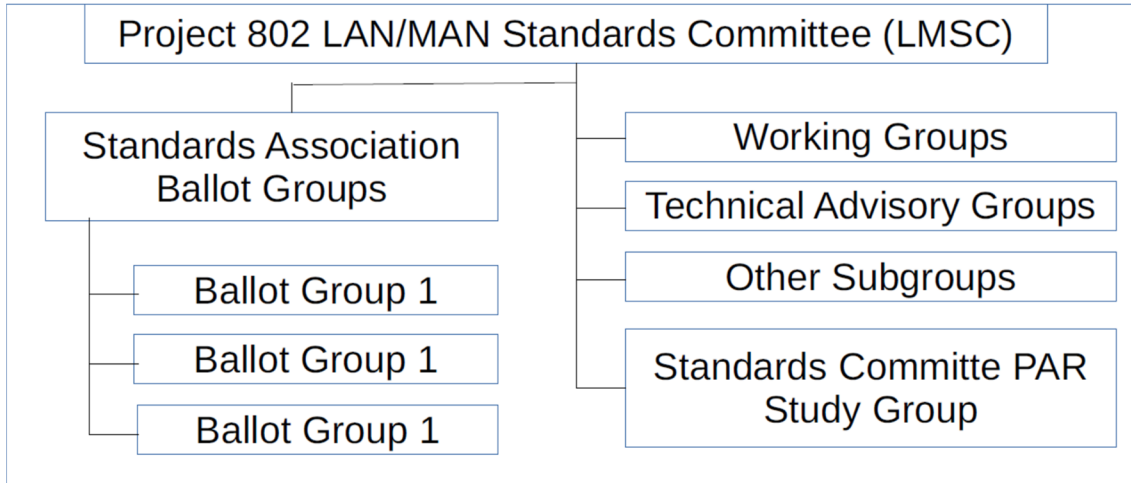 Project 802 LAN/MAN Standards Committee (LMSC)
Standards Association
Ballot Groups
Ballot Group 1
Ballot Group 1
Ballot Group 1
Working Groups
Technical Advisory Groups
Other Subgroups
Standards Committe PAR
Study Group